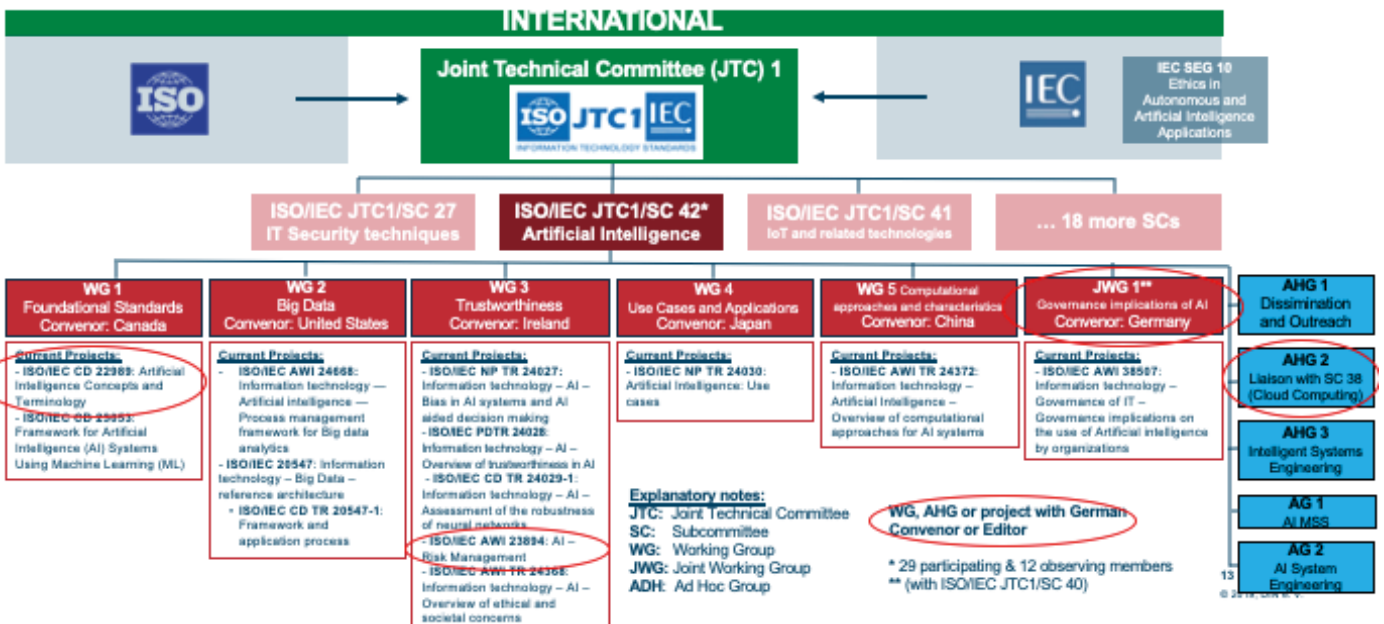 INTERNATIONAL
ISO
Joint Technical Committee (JTC) 1
ISO JTC1 IEC
INFORMATION TECHNOLOGY STANDARDS
IEC
IEC SEG 10
Ethics in
Autonomous and
Artificial Intelligence
Applications
ISO/IEC JTC1/SC 27
IT Security techniques
ISO/IEC JTC1/SC 42*
Artificial Intelligence
ISO/IEC JTC1/SC 41
IoT and related technologies
... 18 more SCs
WG 1
Foundational Standards
Convenor: Canada
Current Projects:
- ISO/IEC CD 22989: Artificial
Intelligence Concepts and
Terminology
- ISO/IEC CD 23053:
Framework for Artificial
Intelligence (AI) Systems
Using Machine Learning (ML)
WG 2
Big Data
Convenor: United States
Current Projects:
- ISO/IEC AWI 24668:
Information technology —
Artificial intelligence —
Process management
framework for Big data
analytics
- ISO/IEC 20547: Information
technology – Big Data –
reference architecture
• ISO/IEC CD TR 20547-1:
Framework and
application process
WG 3
Trustworthiness
Convenor: Ireland
Current Projects:
- ISO/IEC NP TR 24027:
Information technology – AI –
Bias in AI systems and AI
aided decision making
- ISO/IEC PDTR 24028:
Information technology – AI –
Overview of trustworthiness in AI
- ISO/IEC CD TR 24029-1:
Information technology – AI –
Assessment of the robustness
of neural networks
- ISO/IEC AWI 23894: AI –
Risk Management
- ISO/IEC AWI TR 24368:
Information technology – AI –
Overview of ethical and
societal concerns
WG 4
Use Cases and Applications
Convenor: Japan
Current Projects:
- ISO/IEC NP TR 24030:
Artificial Intelligence: Use
cases
WG 5 Computational
approaches and characteristics
Convenor: China
Current Projects:
- ISO/IEC AWI TR 24372:
Information technology –
Artificial Intelligence –
Overview of computational
approaches for AI systems
JWG 1**
Governance implications of AI
Convenor: Germany
Current Projects:
- ISO/IEC AWI 38507:
Information technology –
Governance of IT –
Governance implications on
the use of Artificial intelligence
by organizations
AHG 1
Dissimination
and Outreach
AHG 2
Liaison with SC 38
(Cloud Computing)
AHG 3
Intelligent Systems
Engineering
AG 1
AI MSS
AG 2
AI System
Engineering
Explanatory notes:
JTC: Joint Technical Committee
SC: Subcommittee
WG: Working Group
JWG: Joint Working Group
ADH: Ad Hoc Group
WG, AHG or project with German
Convenor or Editor
* 29 participating & 12 observing members
** (with ISO/IEC JTC1/SC 40)
13
© 2019, DIN e. V.